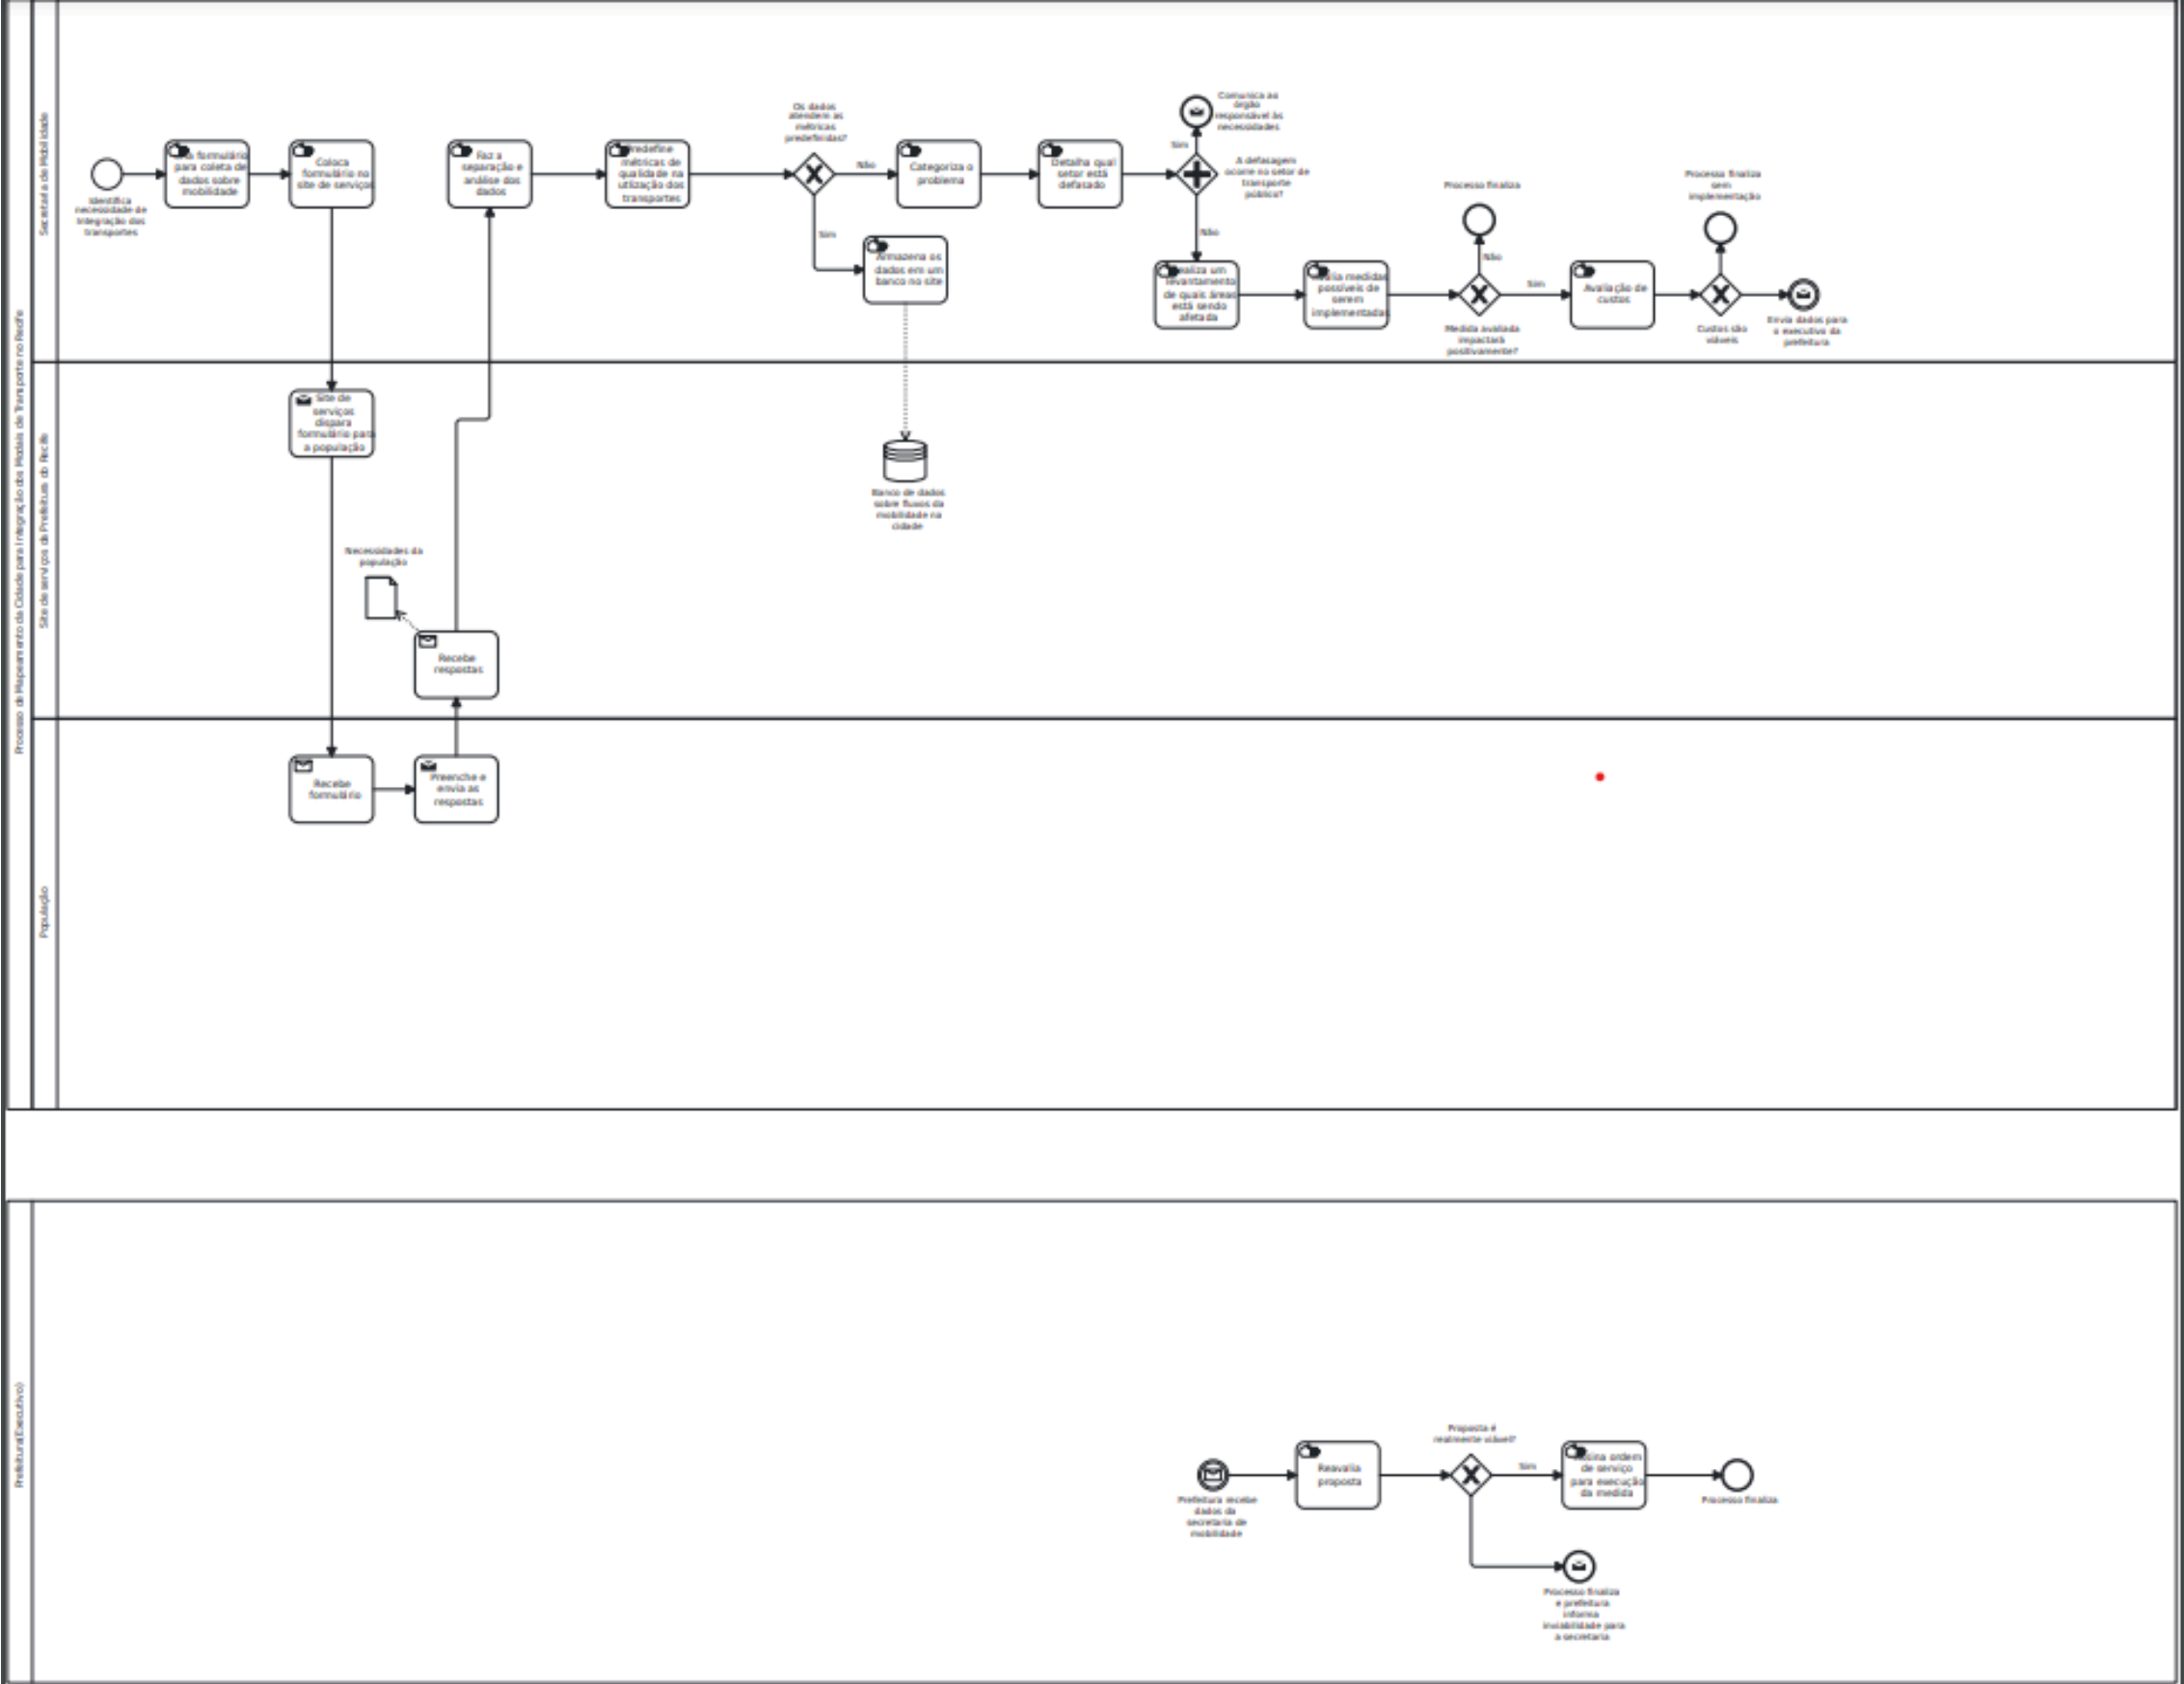 Processo de Mapeamento da Cidade para Integração dos Modais de Transporte no Recife
Secretaria de Mobilidade
Identifica
necessidade de
Integração dos
transportes
formulário
para coleta de
dados sobre
mobilidade
Coloca
formulário no
site de serviços
Faz a
separação e
análise dos
dados
Predefine
métricas de
qualidade na
utilização dos
transportes
Os dados
atendem as
métricas
predefinidas?
Não
Sim
Categoriza o
problema
Armazena os
dados em um
banco no site
Detalha qual
setor está
defasado
Sim
Comunica ao
órgão
responsável às
necessidades
A defasagem
ocorre no setor de
transporte
público?
Não
Realiza um
levantamento
de quais áreas
está sendo
afetada
Avalia medidas
possíveis de
serem
implementadas
Processo finaliza
Não
Sim
Medida avaliada
impactará
positivamente?
Avaliação de
custos
Processo finaliza
sem
implementação
Custos são
viáveis
Envia dados para
o executivo da
prefeitura
Site de serviços da Prefeitura do Recife
Site de
serviços
dispara
formulário para
a população
Banco de dados
sobre fluxos da
mobilidade na
cidade
Necessidades da
população
Recebe
respostas
População
Recebe
formulário
Preenche e
envia as
respostas
Prefeitura(Executivo)
Prefeitura recebe
dados da
secretaria de
mobilidade
Reavalia
proposta
Proposta é
realmente viável?
Sim
Assina ordem
de serviço
para execução
da medida
Processo finaliza
Processo finaliza
e prefeitura
informa
inviabilidade para
a secretaria